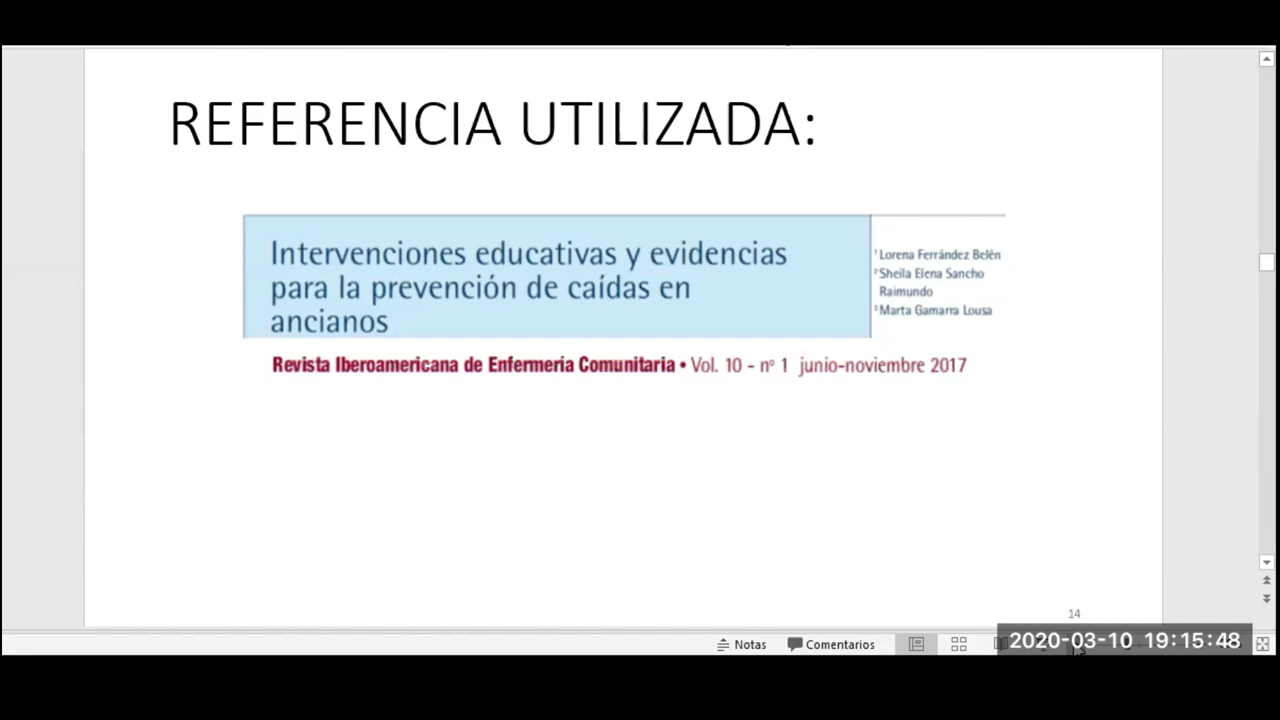 REFERENCIA UTILIZADA:
Intervenciones educativas y evidencias
para la prevención de caídas en
ancianos
¹ Lorena Ferrández Belén
² Sheila Elena Sancho
Raimundo
³ Marta Gamarra Lousa
Revista Iberoamericana de Enfermería Comunitaria • Vol. 10 - nº 1 junio-noviembre 2017
14
Notas
Comentarios
2020-03-10 19:15:48